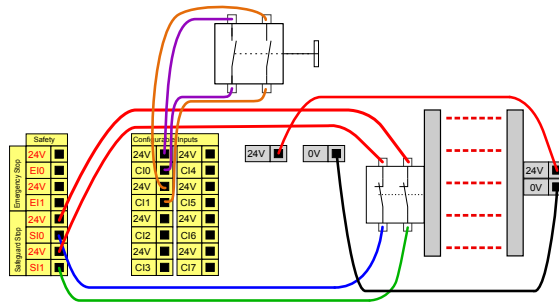 Safety
Emergency Stop
24V
EI0
24V
EI1
Safeguard Stop
24V
SI0
24V
SI1
Configurable Inputs
24V 24V
CI0 CI4
24V 24V
CI1 CI5
24V 24V
CI2 CI6
24V 24V
CI3 CI7
24V
0V
24V
0V